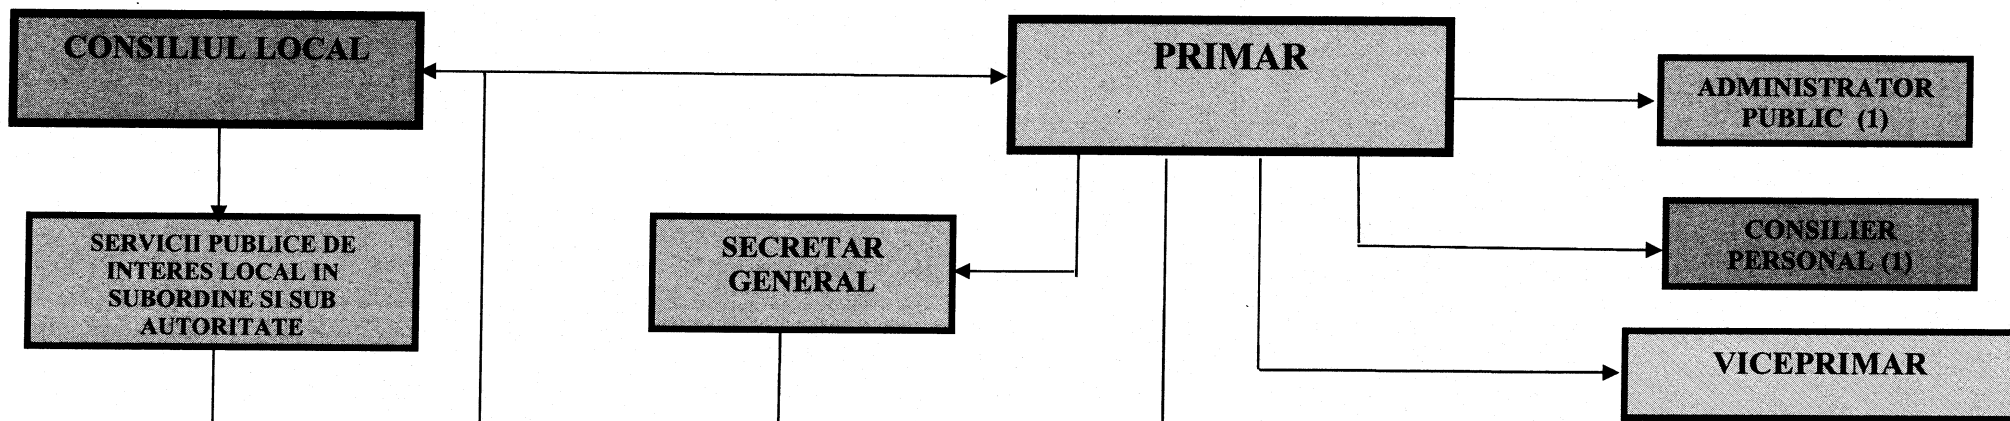 CONSILIUL LOCAL
PRIMAR
ADMINISTRATOR
PUBLIC (1)
SERVICII PUBLICE DE
INTERES LOCAL IN
SUBORDINE SI SUB
AUTORITATE
SECRETAR
GENERAL
CONSILIER
PERSONAL (1)
VICEPRIMAR